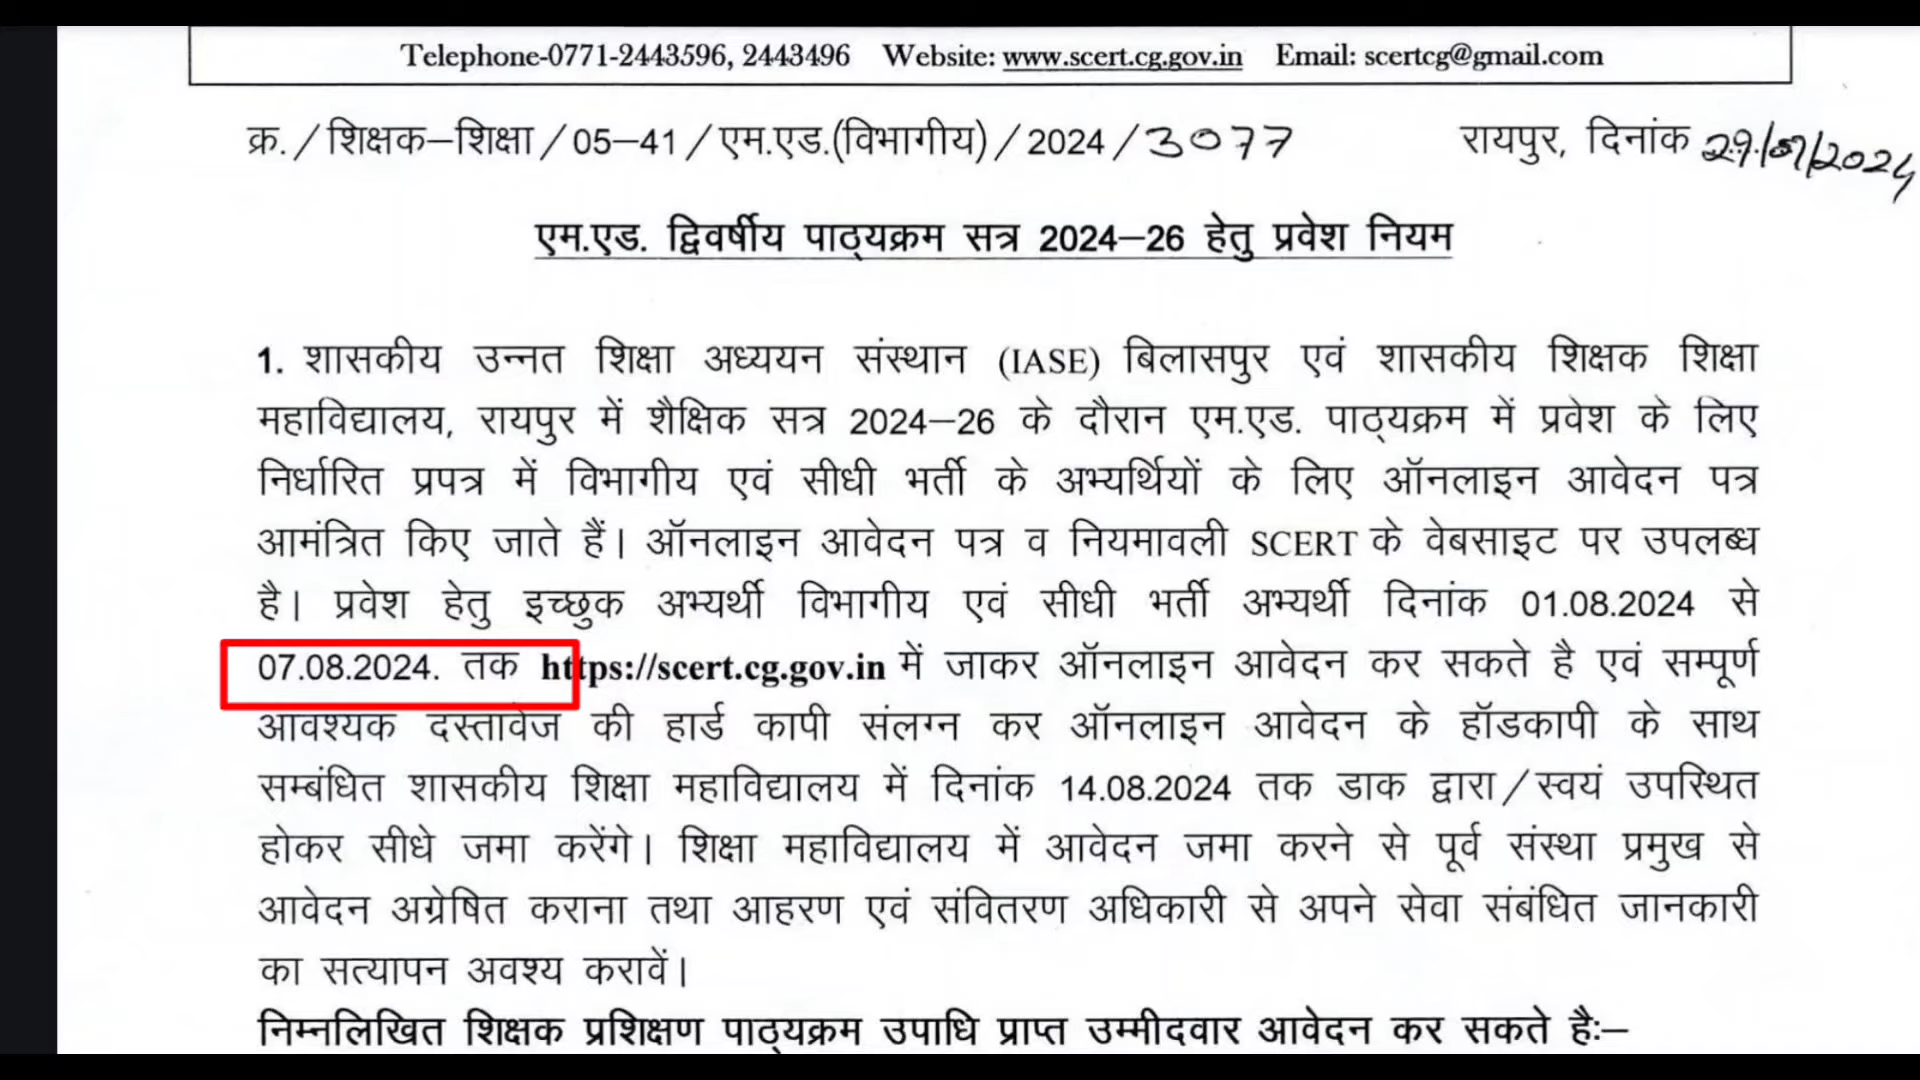 Telephone-0771-2443596, 2443496 Website: www.scert.cg.gov.in Email: scertcg@gmail.com
क्र./शिक्षक–शिक्षा/05–41/एम.एड.(विभागीय)/2024/3077 रायपुर, दिनांक 29/07/2024
एम.एड. द्विवर्षीय पाठ्यक्रम सत्र 2024–26 हेतु प्रवेश नियम
1. शासकीय उन्नत शिक्षा अध्ययन संस्थान (IASE) बिलासपुर एवं शासकीय शिक्षक शिक्षा
महाविद्यालय, रायपुर में शैक्षिक सत्र 2024–26 के दौरान एम.एड. पाठ्यक्रम में प्रवेश के लिए
निर्धारित प्रपत्र में विभागीय एवं सीधी भर्ती के अभ्यर्थियों के लिए ऑनलाइन आवेदन पत्र
आमंत्रित किए जाते हैं। ऑनलाइन आवेदन पत्र व नियमावली SCERT के वेबसाइट पर उपलब्ध
है। प्रवेश हेतु इच्छुक अभ्यर्थी विभागीय एवं सीधी भर्ती अभ्यर्थी दिनांक 01.08.2024 से
07.08.2024. तक https://scert.cg.gov.in में जाकर ऑनलाइन आवेदन कर सकते है एवं सम्पूर्ण
आवश्यक दस्तावेज की हार्ड कापी संलग्न कर ऑनलाइन आवेदन के हॉडकापी के साथ
सम्बंधित शासकीय शिक्षा महाविद्यालय में दिनांक 14.08.2024 तक डाक द्वारा/स्वयं उपस्थित
होकर सीधे जमा करेंगे। शिक्षा महाविद्यालय में आवेदन जमा करने से पूर्व संस्था प्रमुख से
आवेदन अग्रेषित कराना तथा आहरण एवं संवितरण अधिकारी से अपने सेवा संबंधित जानकारी
का सत्यापन अवश्य करावें।
निम्नलिखित शिक्षक प्रशिक्षण पाठ्यक्रम उपाधि प्राप्त उम्मीदवार आवेदन कर सकते है:–